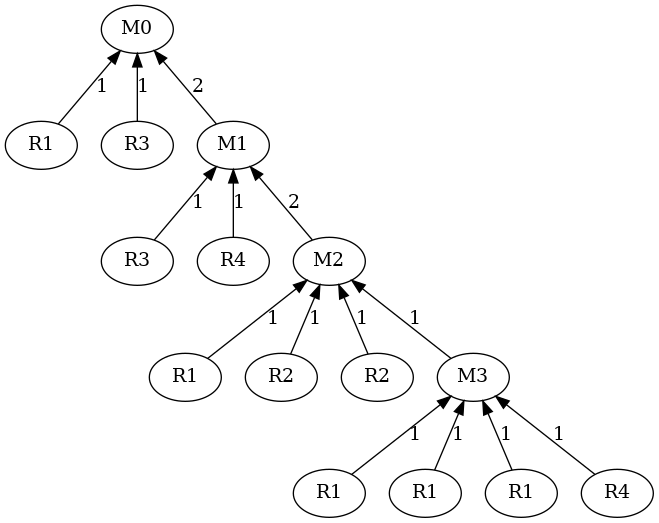 M0
1 1 2
R1 R3 M1
1 1 2
R3 R4 M2
1 1 1 1
R1 R2 R2 M3
1 1 1 1
R1 R1 R1 R4